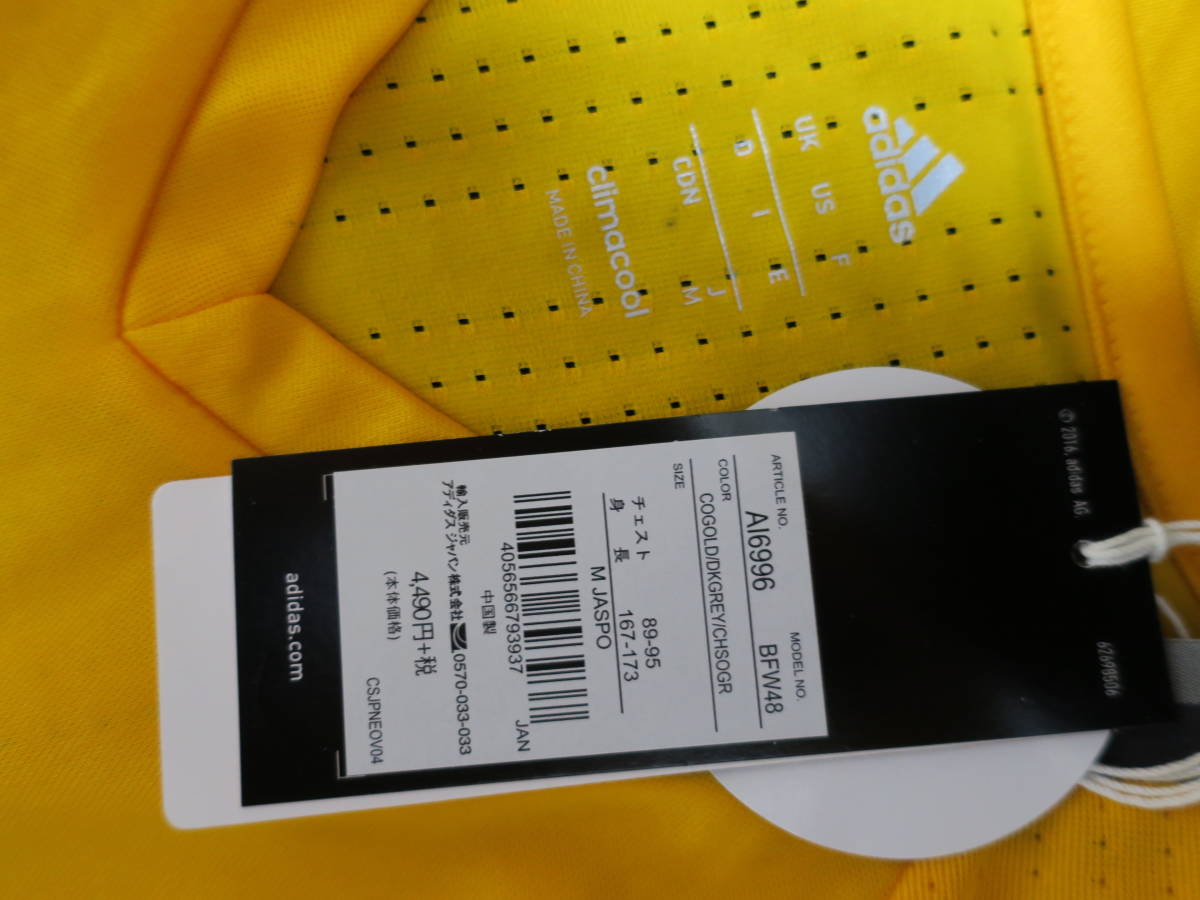 adidas
UK US F
D I E
CDN J M
climacool
MADE IN CHINA
© 2016, adidas AG.
62698506
ARTICLE NO. MODEL NO.
AI6996 BFW48
COLOR
COGOLD/DKGREY/CHSOGR
SIZE
チェスト 89-95
身 長 167-173
M JASPO
JAN
4056566793937
中国製
輸入販売元
アディダス ジャパン株式会社 0570-033-033
4,490円+税
(本体価格)
CSJPNEOV04
adidas.com